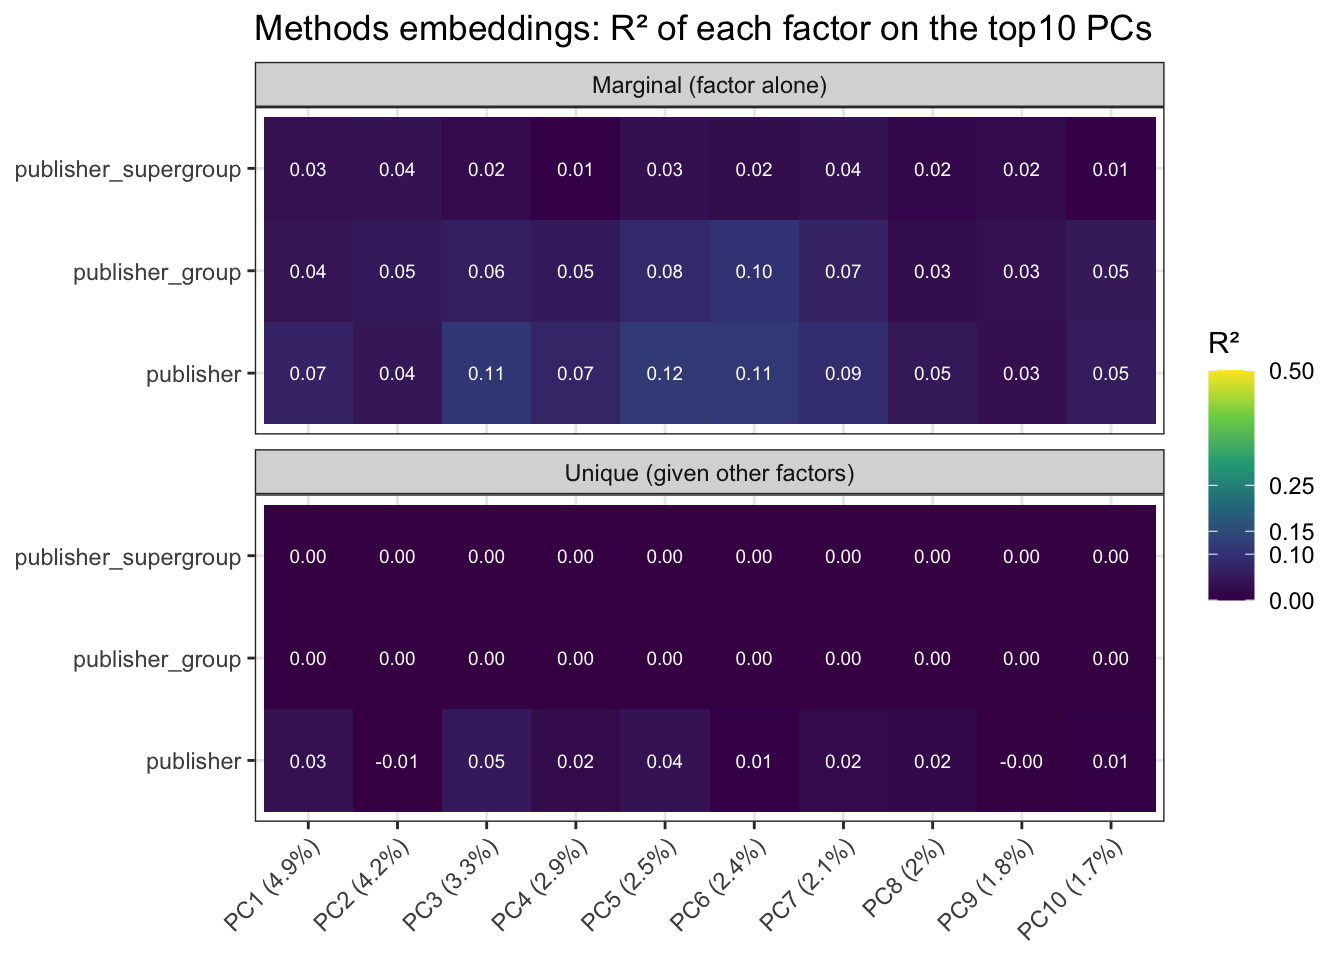 Methods embeddings: R² of each factor on the top10 PCs
Marginal (factor alone)
publisher_supergroup 0.03 0.04 0.02 0.01 0.03 0.02 0.04 0.02 0.02 0.01
publisher_group 0.04 0.05 0.06 0.05 0.08 0.10 0.07 0.03 0.03 0.05
publisher 0.07 0.04 0.11 0.07 0.12 0.11 0.09 0.05 0.03 0.05
Unique (given other factors)
publisher_supergroup 0.00 0.00 0.00 0.00 0.00 0.00 0.00 0.00 0.00 0.00
publisher_group 0.00 0.00 0.00 0.00 0.00 0.00 0.00 0.00 0.00 0.00
publisher 0.03 -0.01 0.05 0.02 0.04 0.01 0.02 0.02 -0.00 0.01
PC1 (4.9%) PC2 (4.2%) PC3 (3.3%) PC4 (2.9%) PC5 (2.5%) PC6 (2.4%) PC7 (2.1%) PC8 (2%) PC9 (1.8%) PC10 (1.7%)
R²
0.50
0.25
0.15
0.10
0.00